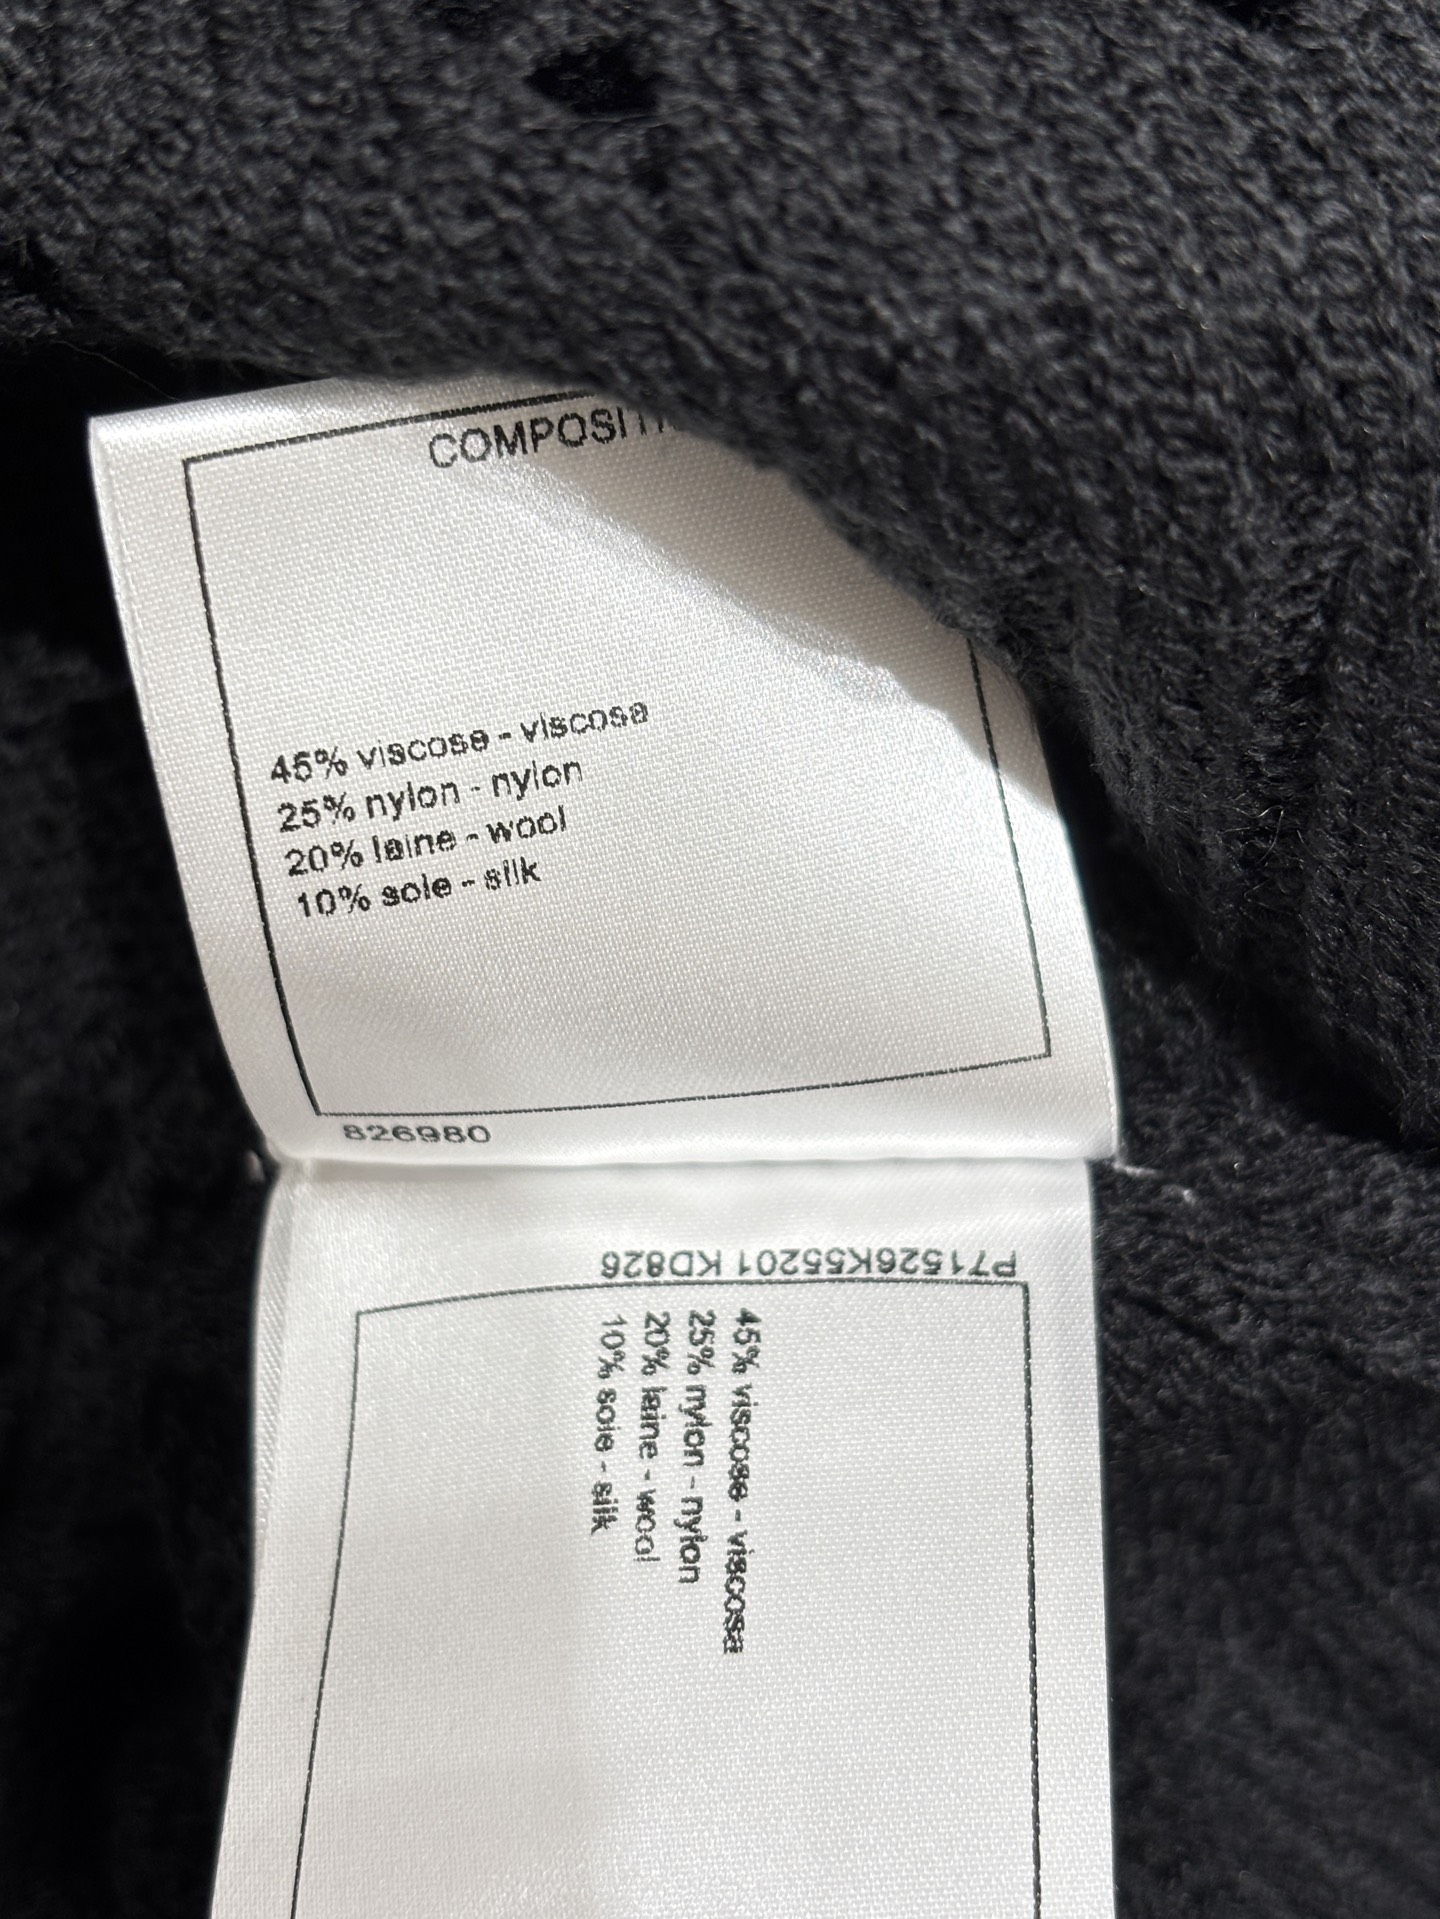 COMPOSIT
45% viscose - viscosa
25% nylon - nylon
20% laine - wool
10% soie - silk
826980
P71526K55201 KD826
45% viscose - viscosa
25% nylon - nylon
20% laine - wool
10% soie - silk